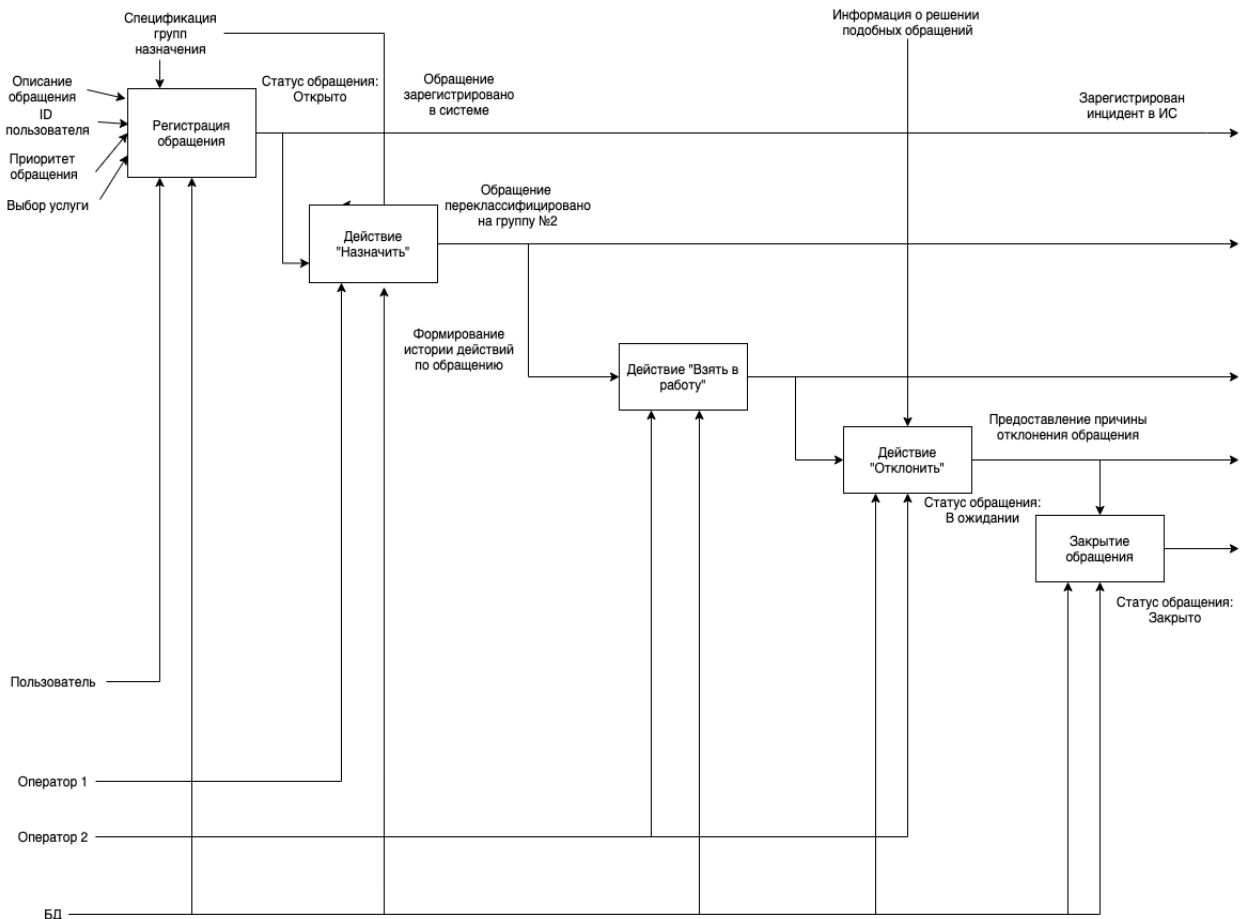 Спецификация
групп
назначения
Информация о решении
подобных обращений
Описание
обращения
ID
пользователя
Приоритет
обращения
Выбор услуги
Регистрация
обращения
Статус обращения:
Открыто
Обращение
зарегистрировано
в системе
Зарегистрирован
инцидент в ИС
Действие
"Назначить"
Обращение
переклассифицировано
на группу №2
Формирование
истории действий
по обращению
Действие "Взять в
работу"
Действие
"Отклонить"
Предоставление причины
отклонения обращения
Статус обращения:
В ожидании
Закрытие
обращения
Статус обращения:
Закрыто
Пользователь
Оператор 1
Оператор 2
БД